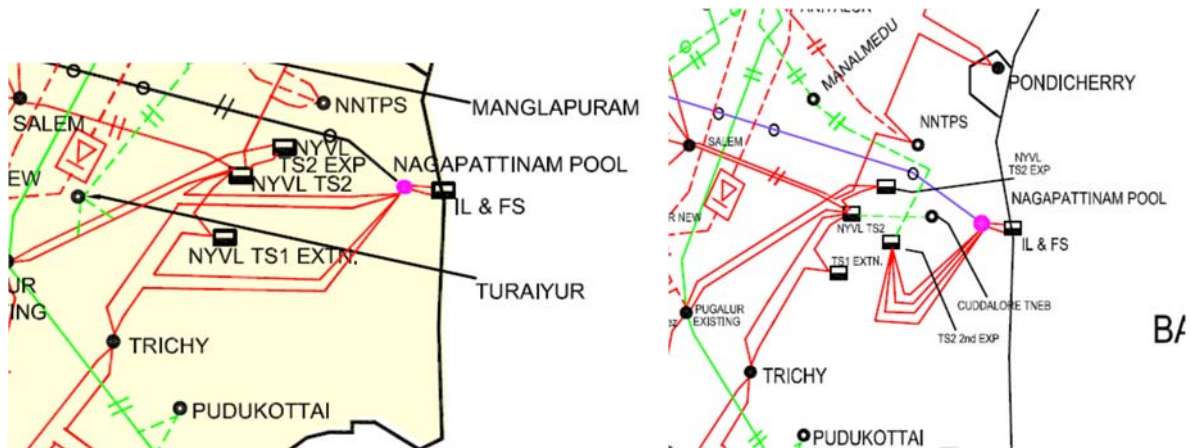 MANGLAPURAM
NNTPS
SALEM
NYVL
TS2 EXP
NAGAPATTINAM POOL
EW
NYVL TS2
IL & FS
NYVL TS1 EXTN.
TURAIYUR
UR
ING
TRICHY
PUDUKOTTAI
MANALMEDU
PONDICHERRY
NNTPS
SALEM
NYVL
TS2 EXP
NAGAPATTINAM POOL
R NEW
NYVL TS2
IL & FS
TS1 EXTN.
CUDDALORE TNEB
PUGALUR
EXISTING
TS2 2nd EXP
BA
TRICHY
PUDUKOTTAI